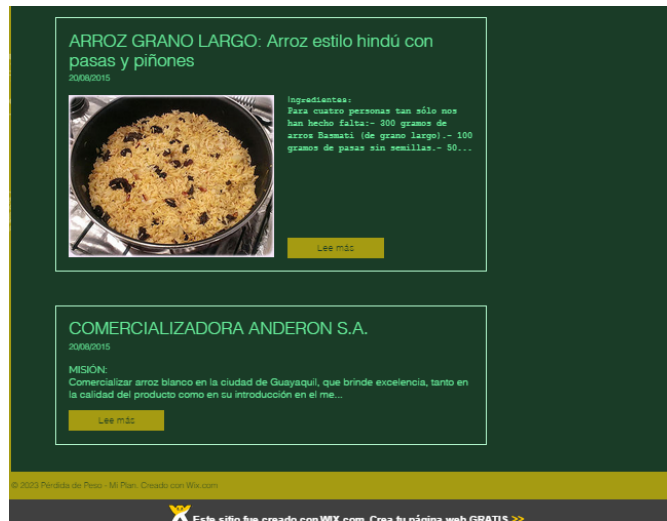 ARROZ GRANO LARGO: Arroz estilo hindú con
pasas y piñones
20/08/2015
Ingredientes:
Para cuatro personas tan sólo nos
han hecho falta:- 300 gramos de
arroz Basmati (de grano largo).- 100
gramos de pasas sin semillas.- 50...
Lee más
COMERCIALIZADORA ANDERON S.A.
20/08/2015
MISIÓN:
Comercializar arroz blanco en la ciudad de Guayaquil, que brinde excelencia, tanto en
la calidad del producto como en su introducción en el me...
Lee más
© 2023 Pérdida de Peso - Mi Plan. Creado con Wix.com
Este sitio fue creado con WIX.com. Crea tu página web GRATIS >>